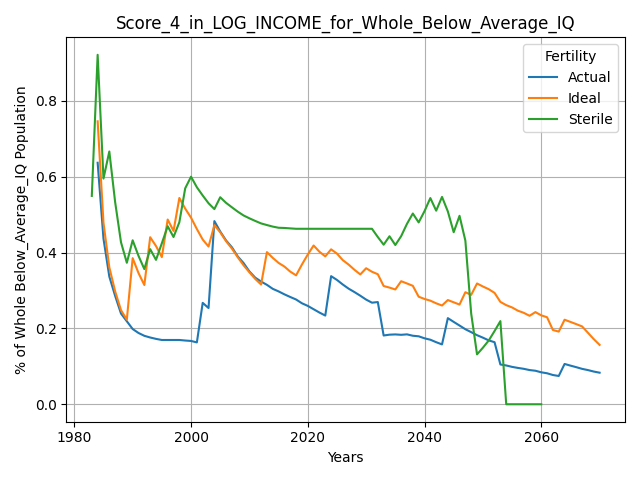 Score_4_in_LOG_INCOME_for_Whole_Below_Average_IQ
% of Whole Below_Average_IQ Population
0.8
0.6
0.4
0.2
0.0
Fertility
Actual
Ideal
Sterile
1980
2000
2020
2040
2060
Years